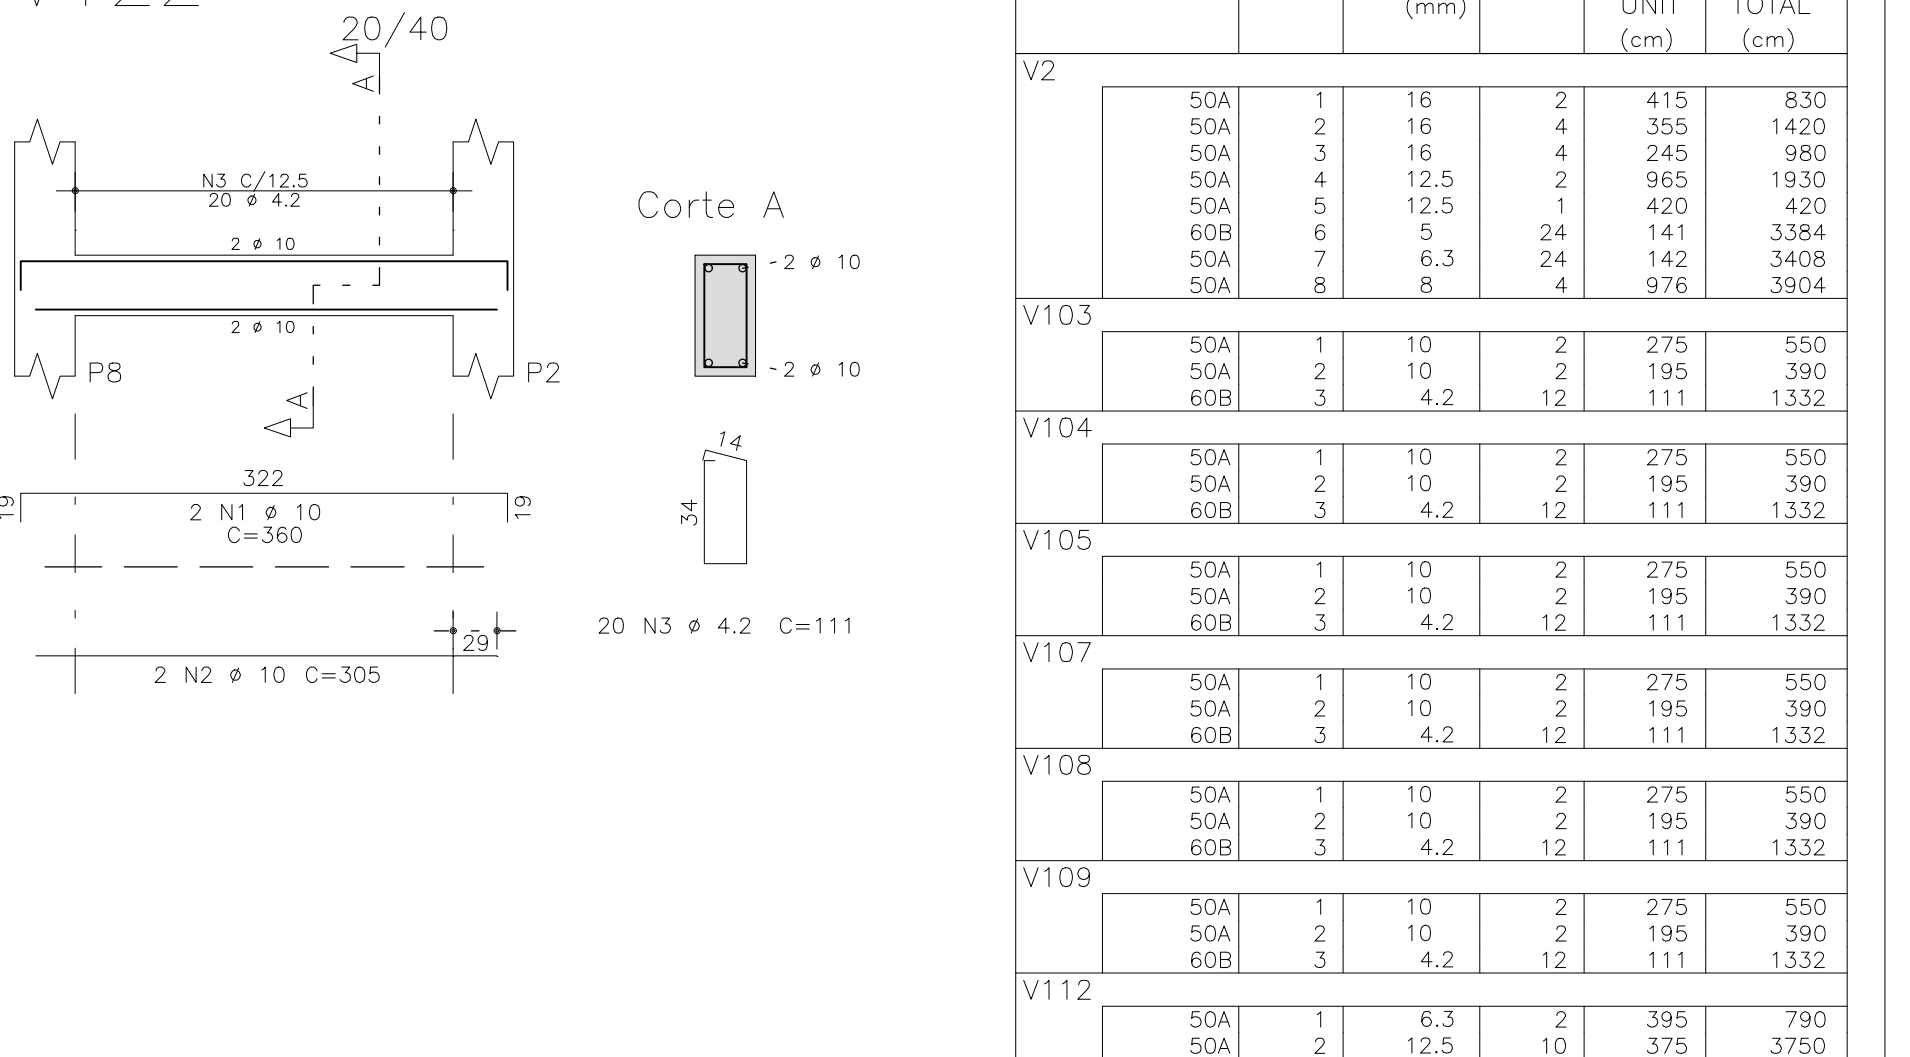 20/40
A
N3 C/12.5
20 ø 4.2
2 ø 10
2 ø 10
P8
P2
A
322
19
19
2 N1 ø 10
C=360
29
2 N2 ø 10 C=305
Corte A
-2 ø 10
-2 ø 10
14
34
20 N3 ø 4.2 C=111
(mm) UNIT TOTAL
(cm) (cm)
V2
50A 1 16 2 415 830
50A 2 16 4 355 1420
50A 3 16 4 245 980
50A 4 12.5 2 965 1930
50A 5 12.5 1 420 420
60B 6 5 24 141 3384
50A 7 6.3 24 142 3408
50A 8 8 4 976 3904
V103
50A 1 10 2 275 550
50A 2 10 2 195 390
60B 3 4.2 12 111 1332
V104
50A 1 10 2 275 550
50A 2 10 2 195 390
60B 3 4.2 12 111 1332
V105
50A 1 10 2 275 550
50A 2 10 2 195 390
60B 3 4.2 12 111 1332
V107
50A 1 10 2 275 550
50A 2 10 2 195 390
60B 3 4.2 12 111 1332
V108
50A 1 10 2 275 550
50A 2 10 2 195 390
60B 3 4.2 12 111 1332
V109
50A 1 10 2 275 550
50A 2 10 2 195 390
60B 3 4.2 12 111 1332
V112
50A 1 6.3 2 395 790
50A 2 12.5 10 375 3750